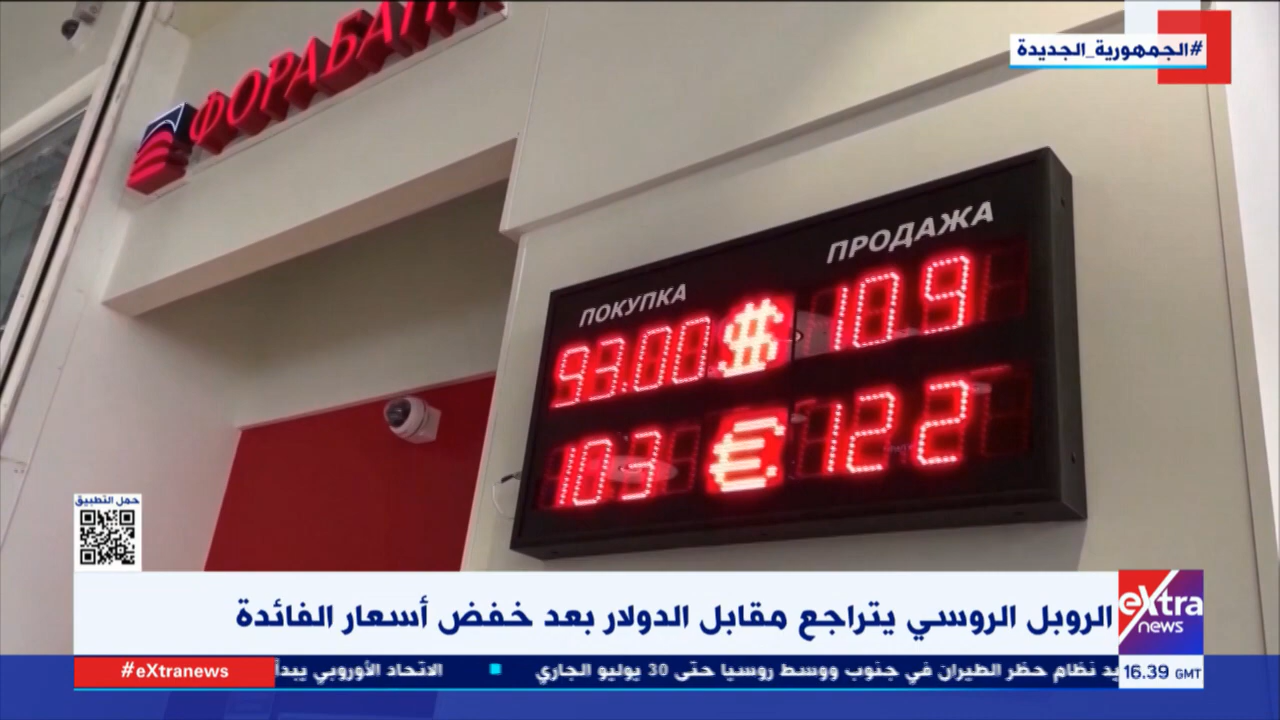 ФОРАБАНК
#الجمهورية_الجديدة
ПОКУПКА ПРОДАЖА
93.00 $ 109
103 € 122
حمل التطبيق
الروبل الروسي يتراجع مقابل الدولار بعد خفض أسعار الفائدة
eXtra
news
#eXtranews
نظام حظر الطيران في جنوب ووسط روسيا حتى 30 يوليو الجاري ■ الاتحاد الأوروبي
16.39 GMT